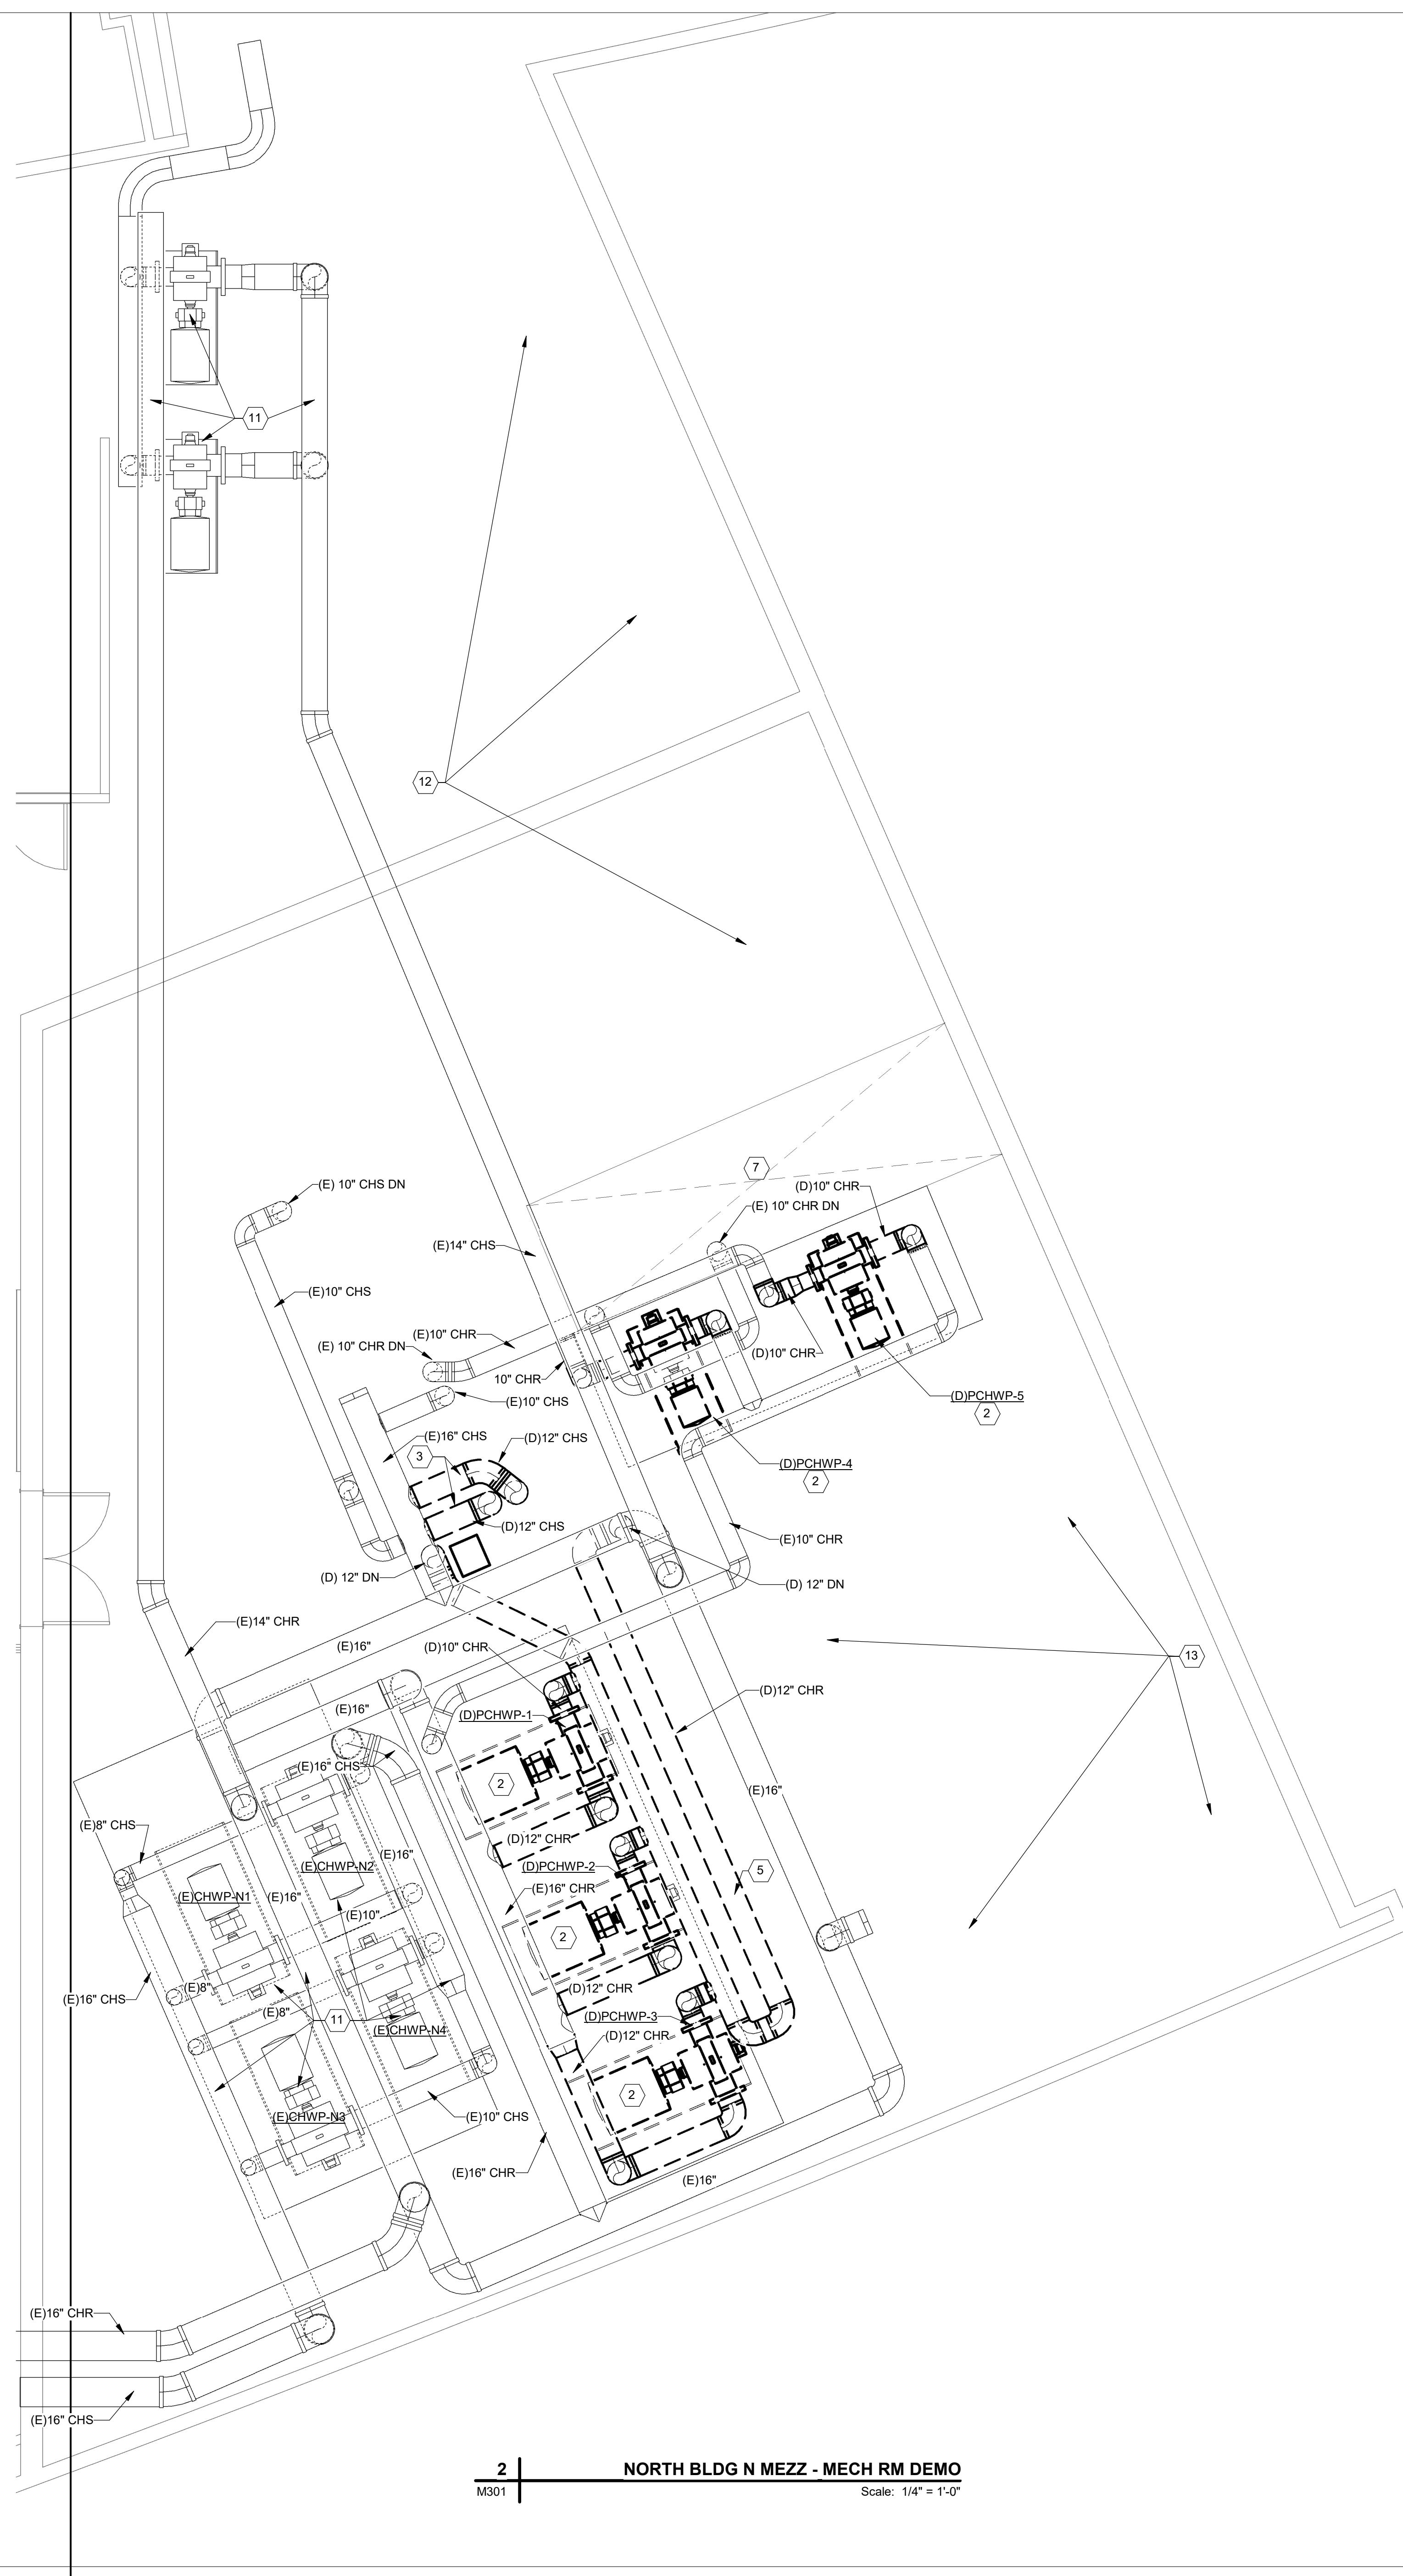 11
12
(E) 10" CHS DN
7
(D)10" CHR
(E) 10" CHR DN
(E)14" CHS
(E)10" CHS
(E)10" CHR
(E) 10" CHR DN
(D)10" CHR
10" CHR
(D)PCHWP-5
2
(E)10" CHS
(E)16" CHS
(D)12" CHS
3
(D)PCHWP-4
2
(D)12" CHS
(E)10" CHR
(D) 12" DN
(D) 12" DN
(E)14" CHR
(E)16"
(D)10" CHR
13
(D)12" CHR
(E)16"
(D)PCHWP-1
(E)16" CHS
2
(E)16"
(E)8" CHS
(D)12" CHR
(E)16"
(E)CHWP-N2
(D)PCHWP-2
5
(E)CHWP-N1
(E)16"
(E)16" CHR
(E)10"
2
(E)8"
(D)12" CHR
(E)16" CHS
(E)8"
11
(D)PCHWP-3
(E)CHWP-N4
(D)12" CHR
2
(E)CHWP-N3
(E)10" CHS
(E)16" CHR
(E)16"
(E)16" CHR
(E)16" CHS
2
NORTH BLDG N MEZZ - MECH RM DEMO
M301
Scale: 1/4" = 1'-0"